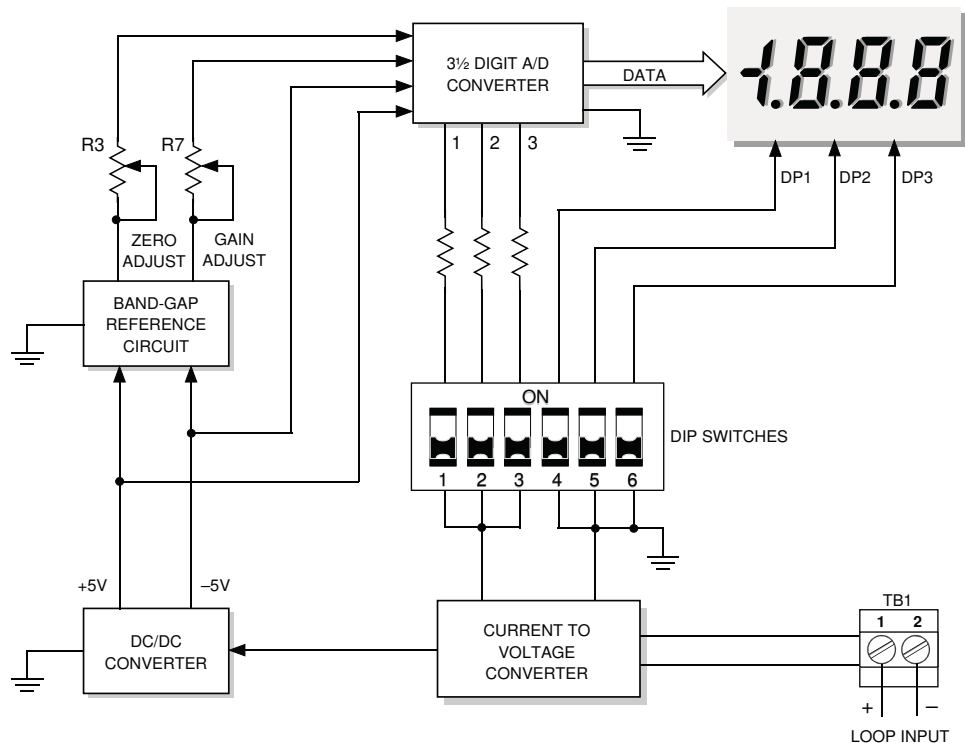 3½ DIGIT A/D
CONVERTER
DATA
-1.8.8.8
1 2 3
R3
R7
DP1 DP2 DP3
ZERO
ADJUST
GAIN
ADJUST
BAND-GAP
REFERENCE
CIRCUIT
ON
DIP SWITCHES
1 2 3 4 5 6
+5V
–5V
DC/DC
CONVERTER
CURRENT TO
VOLTAGE
CONVERTER
TB1
1 2
+ –
LOOP INPUT